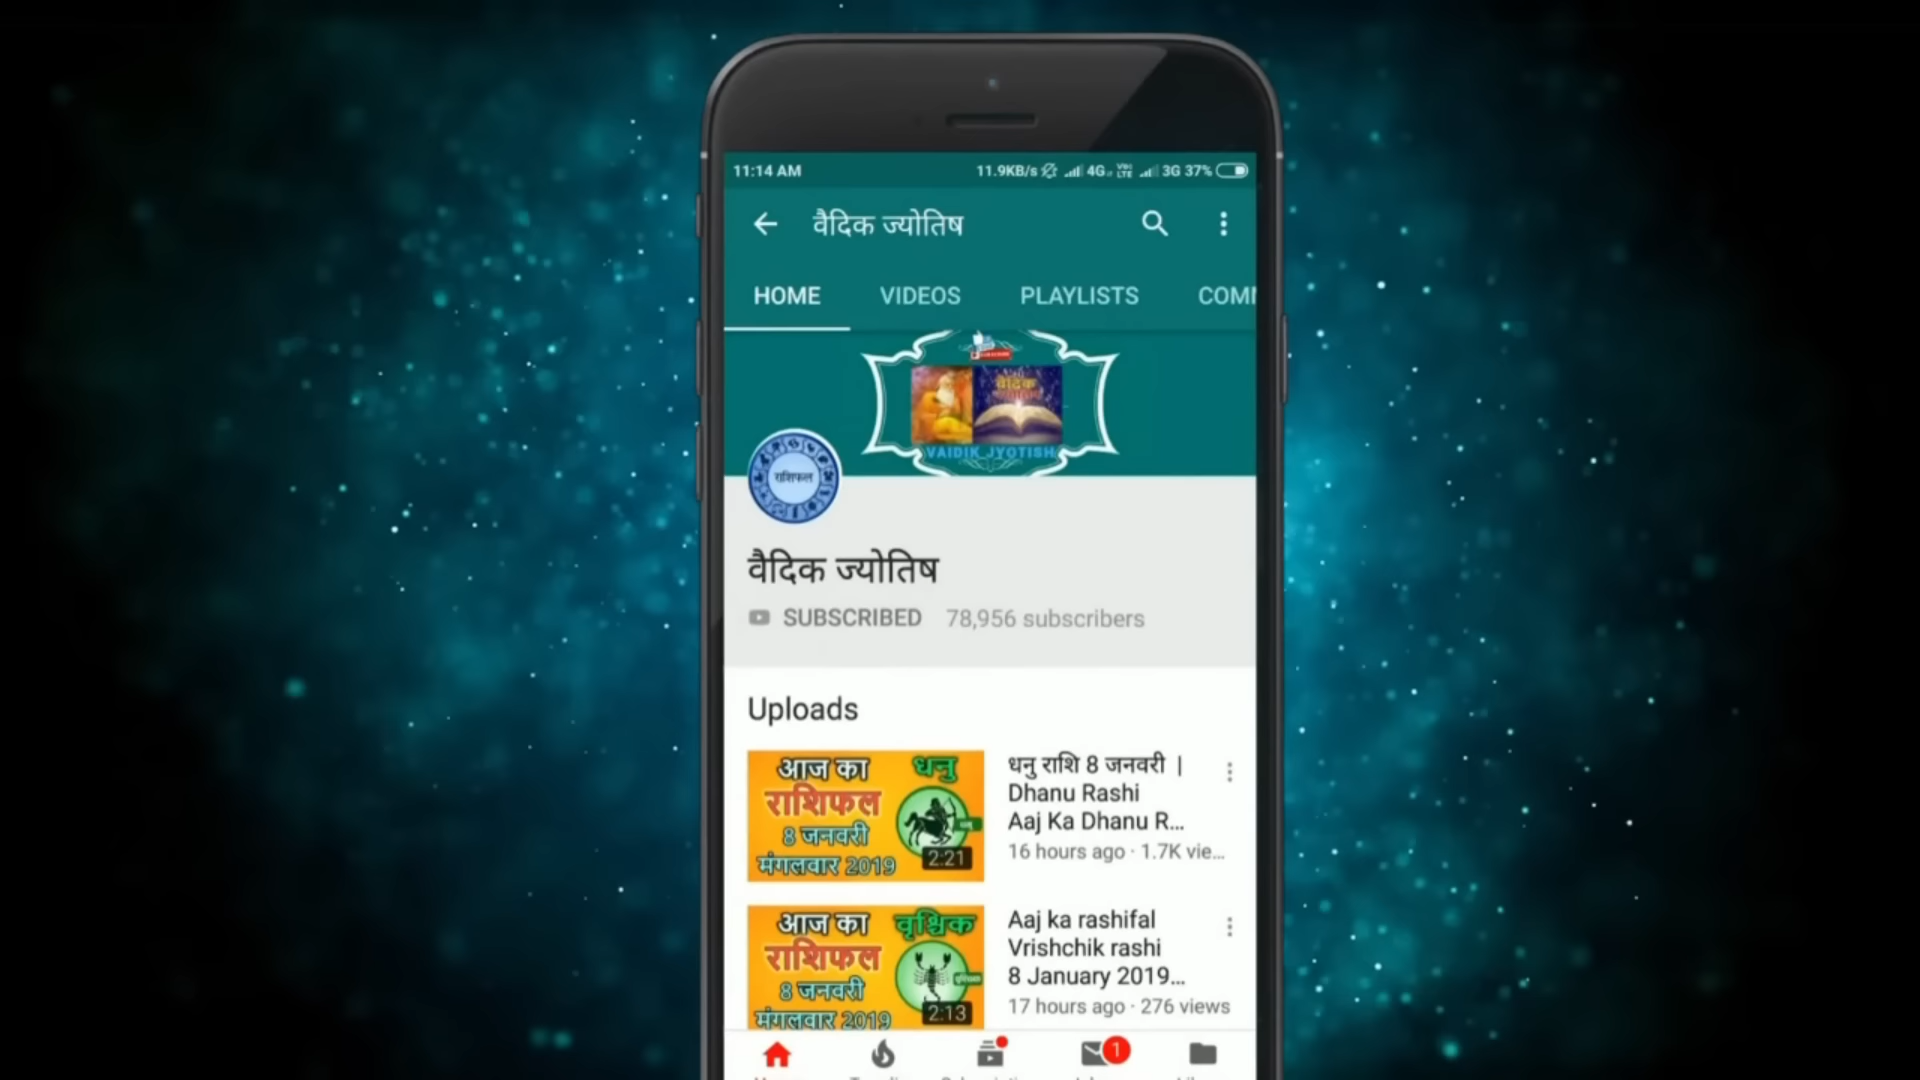 11:14 AM 11.9KB/s 4G VoLTE 3G 37%
वैदिक ज्योतिष
HOME VIDEOS PLAYLISTS COMM
वैदिक
VAIDIK JYOTISH
राशिफल
वैदिक ज्योतिष
SUBSCRIBED 78,956 subscribers
Uploads
आज का धनु
राशिफल
8 जनवरी
मंगलवार 2019
2:21
धनु राशि 8 जनवरी |
Dhanu Rashi
Aaj Ka Dhanu R...
16 hours ago · 1.7K vie...
आज का वृश्चिक
राशिफल
8 जनवरी
मंगलवार 2019
2:13
Aaj ka rashifal
Vrishchik rashi
8 January 2019...
17 hours ago · 276 views
1